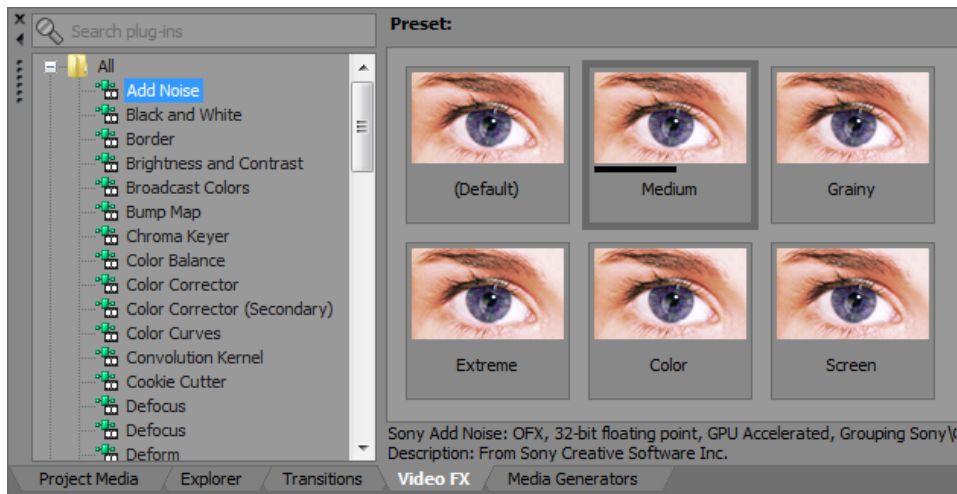 Search plug-ins
All
Add Noise
Black and White
Border
Brightness and Contrast
Broadcast Colors
Bump Map
Chroma Keyer
Color Balance
Color Corrector
Color Corrector (Secondary)
Color Curves
Convolution Kernel
Cookie Cutter
Defocus
Defocus
Deform
Preset:
(Default)
Medium
Grainy
Extreme
Color
Screen
Sony Add Noise: OFX, 32-bit floating point, GPU Accelerated, Grouping Sony\
Description: From Sony Creative Software Inc.
Project Media
Explorer
Transitions
Video FX
Media Generators